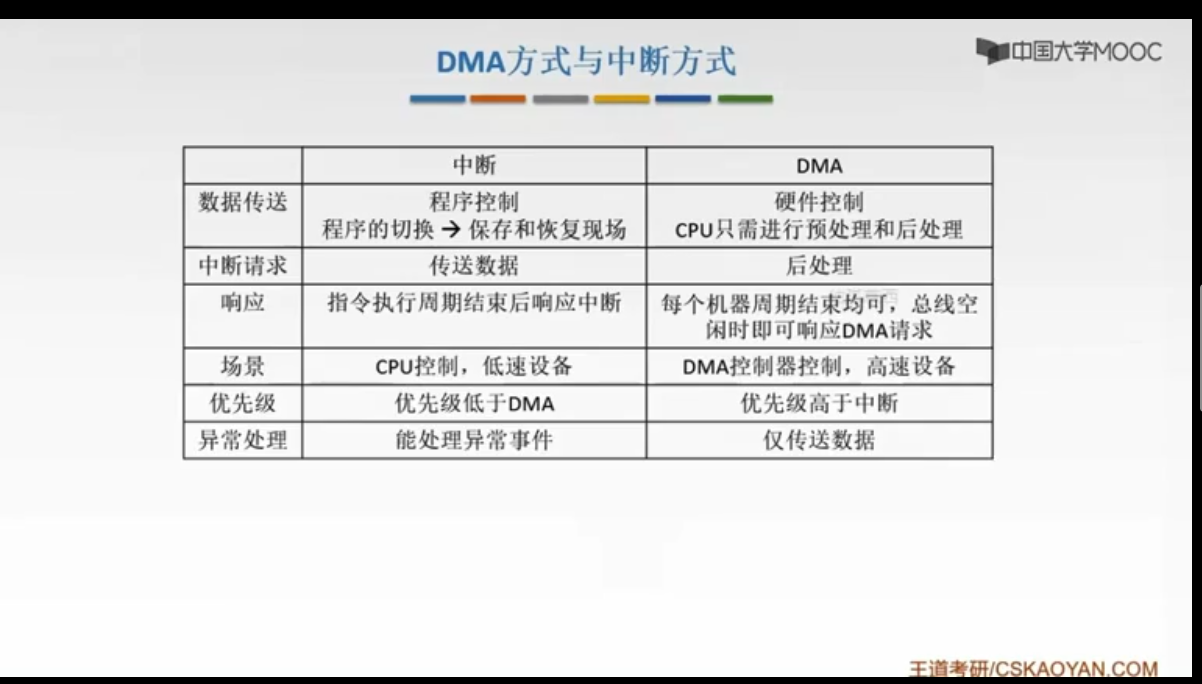 DMA方式与中断方式
中国大学MOOC
中断 DMA
数据传送 程序控制 硬件控制
程序的切换 → 保存和恢复现场 CPU只需进行预处理和后处理
中断请求 传送数据 后处理
响应 指令执行周期结束后响应中断 每个机器周期结束均可，总线空
闲时即可响应DMA请求
场景 CPU控制，低速设备 DMA控制器控制，高速设备
优先级 优先级低于DMA 优先级高于中断
异常处理 能处理异常事件 仅传送数据
王道考研/CSKAOYAN.COM